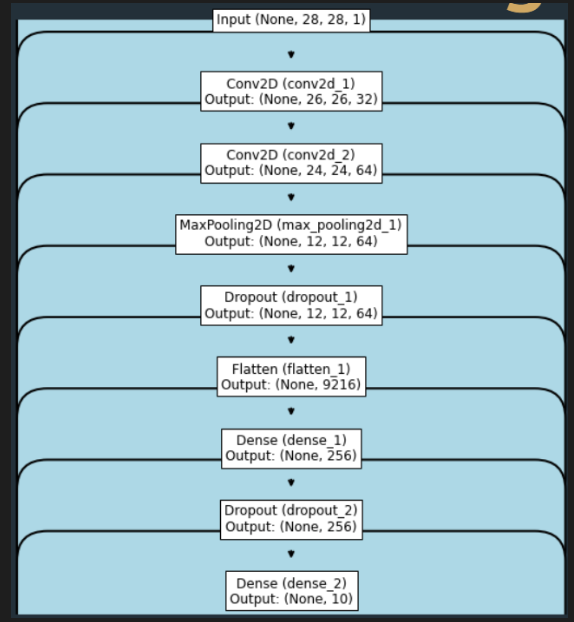 Input (None, 28, 28, 1)
Conv2D (conv2d_1)
Output: (None, 26, 26, 32)
Conv2D (conv2d_2)
Output: (None, 24, 24, 64)
MaxPooling2D (max_pooling2d_1)
Output: (None, 12, 12, 64)
Dropout (dropout_1)
Output: (None, 12, 12, 64)
Flatten (flatten_1)
Output: (None, 9216)
Dense (dense_1)
Output: (None, 256)
Dropout (dropout_2)
Output: (None, 256)
Dense (dense_2)
Output: (None, 10)